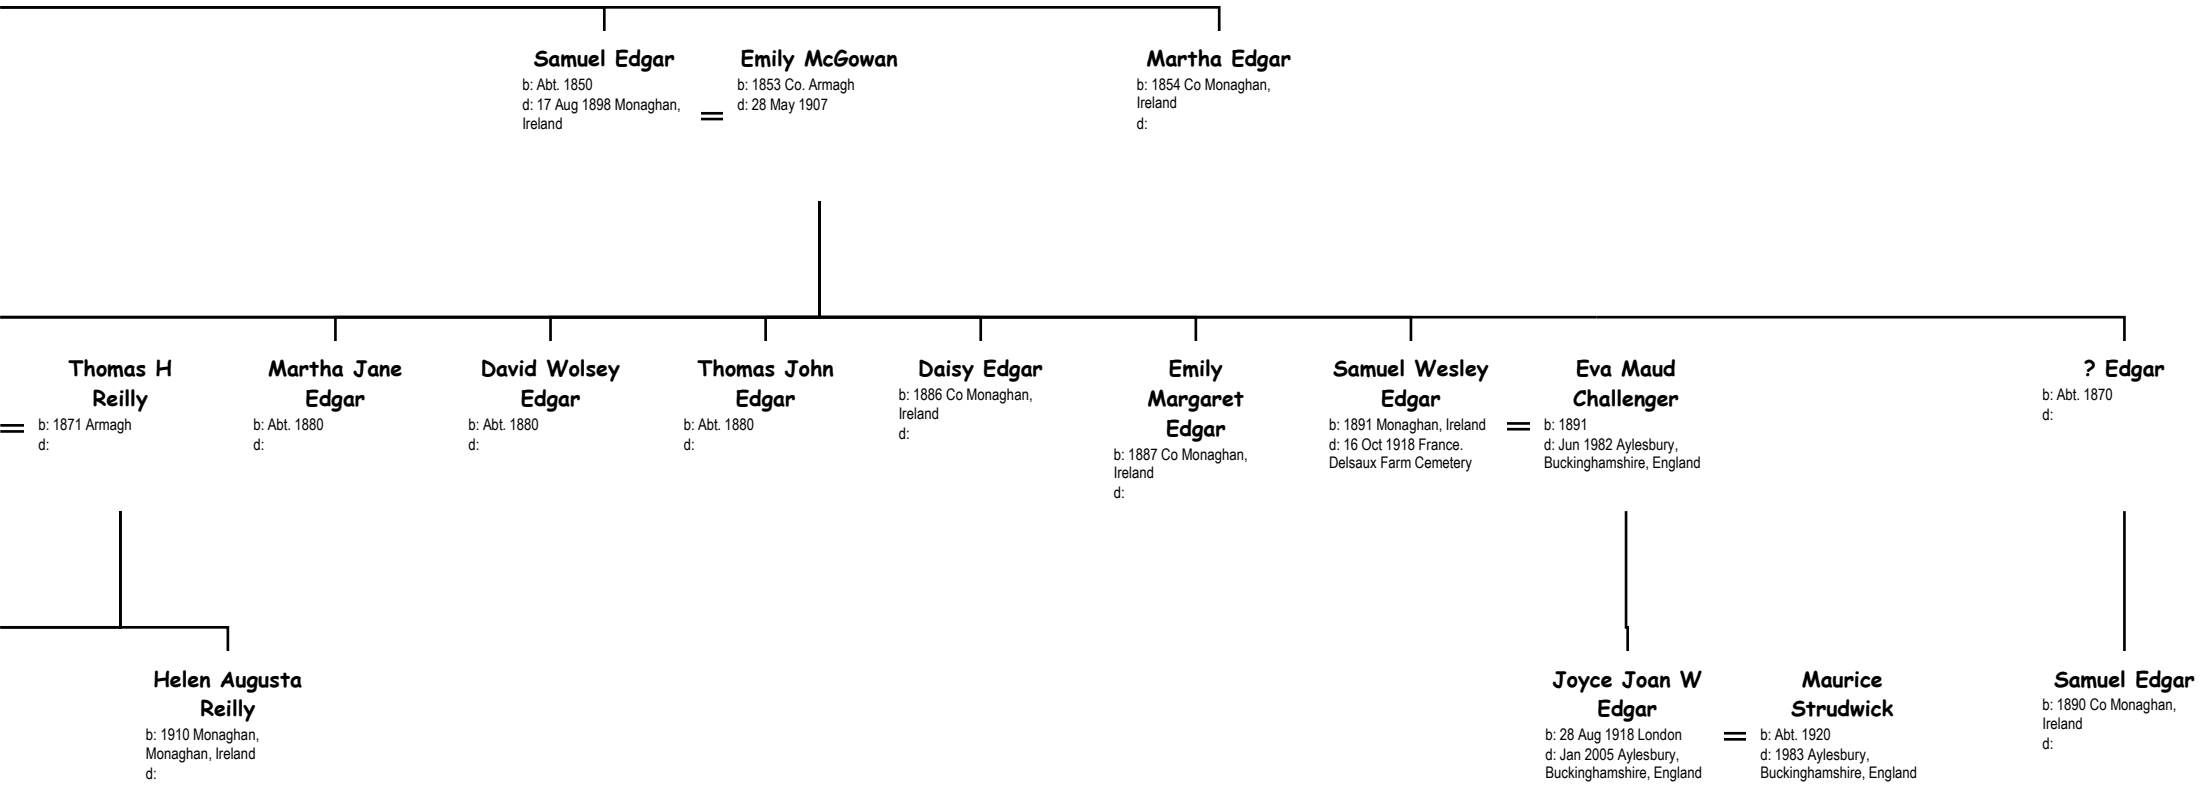 Samuel Edgar
b: Abt. 1850
d: 17 Aug 1898 Monaghan,
Ireland
=
Emily McGowan
b: 1853 Co. Armagh
d: 28 May 1907
Martha Edgar
b: 1854 Co Monaghan,
Ireland
d:
=
Thomas H
Reilly
b: 1871 Armagh
d:
Martha Jane
Edgar
b: Abt. 1880
d:
David Wolsey
Edgar
b: Abt. 1880
d:
Thomas John
Edgar
b: Abt. 1880
d:
Daisy Edgar
b: 1886 Co Monaghan,
Ireland
d:
Emily
Margaret
Edgar
b: 1887 Co Monaghan,
Ireland
d:
Samuel Wesley
Edgar
b: 1891 Monaghan, Ireland
d: 16 Oct 1918 France.
Delsaux Farm Cemetery
=
Eva Maud
Challenger
b: 1891
d: Jun 1982 Aylesbury,
Buckinghamshire, England
? Edgar
b: Abt. 1870
d:
Helen Augusta
Reilly
b: 1910 Monaghan,
Monaghan, Ireland
d:
Joyce Joan W
Edgar
b: 28 Aug 1918 London
d: Jan 2005 Aylesbury,
Buckinghamshire, England
=
Maurice
Strudwick
b: Abt. 1920
d: 1983 Aylesbury,
Buckinghamshire, England
Samuel Edgar
b: 1890 Co Monaghan,
Ireland
d: